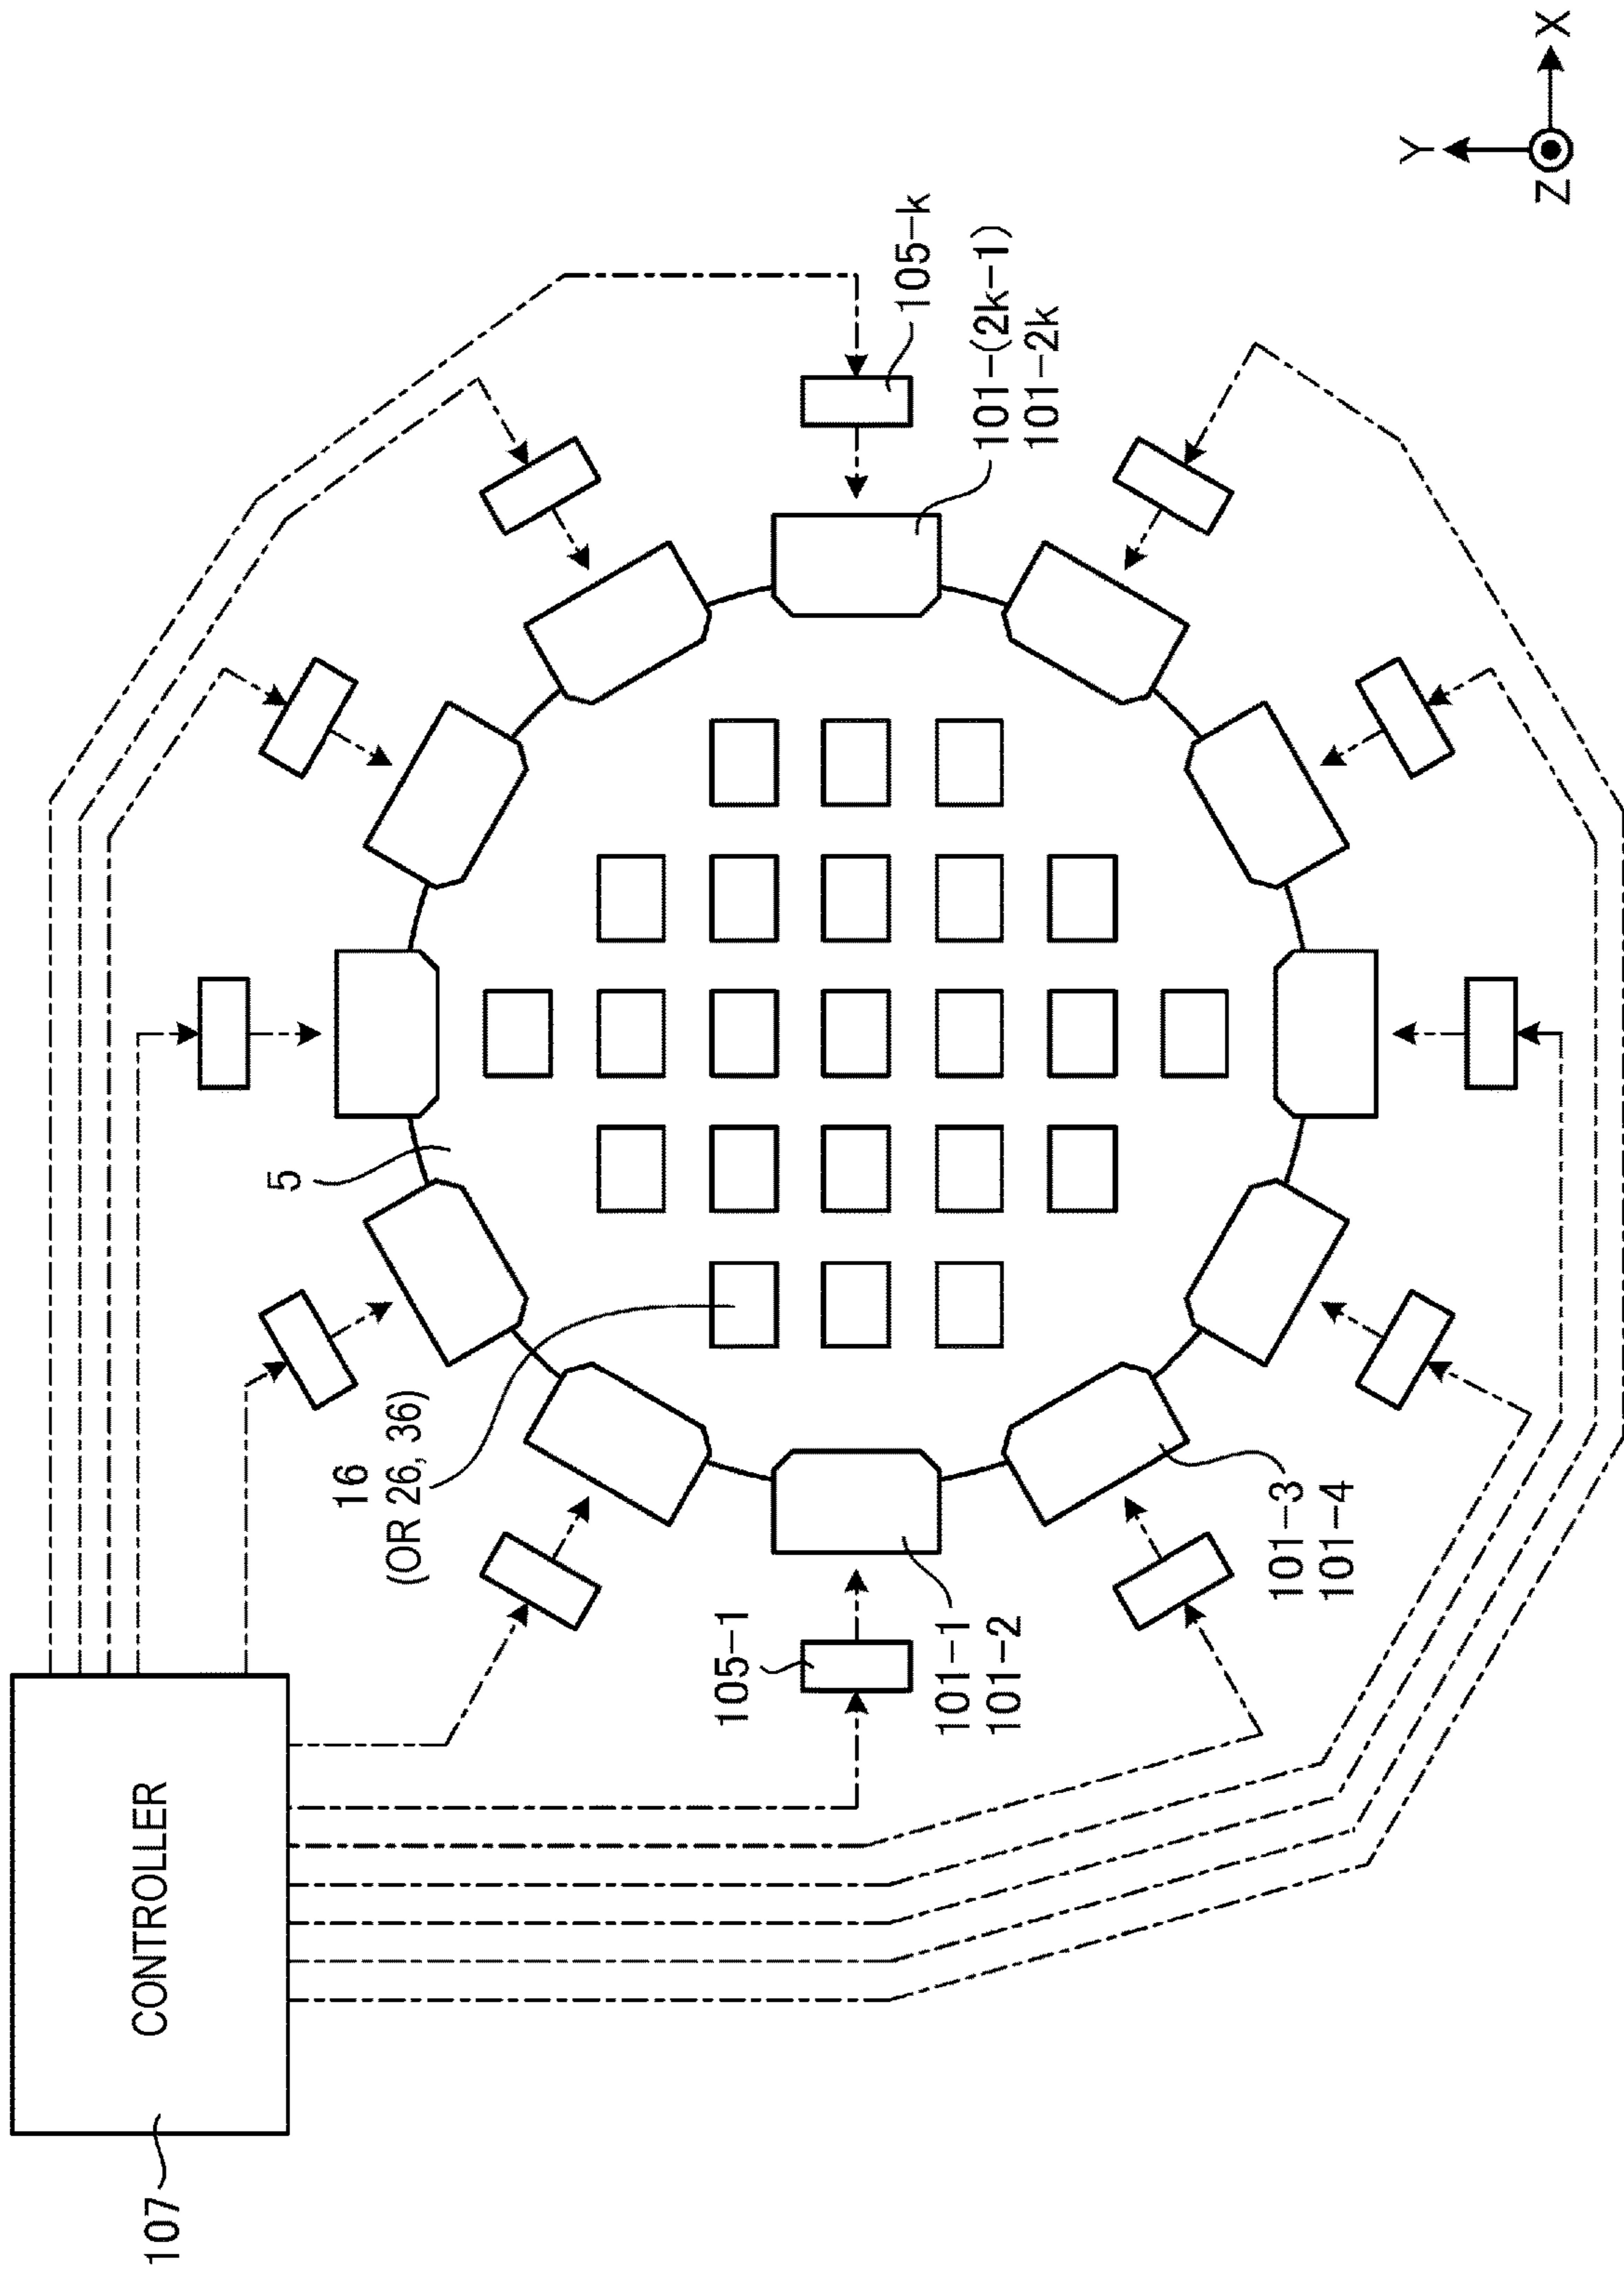 107
CONTROLLER
5
16
(OR 26, 36)
105-1
101-1
101-2
101-3
101-4
105-k
101-(2k-1)
101-2k
Y
Z
X